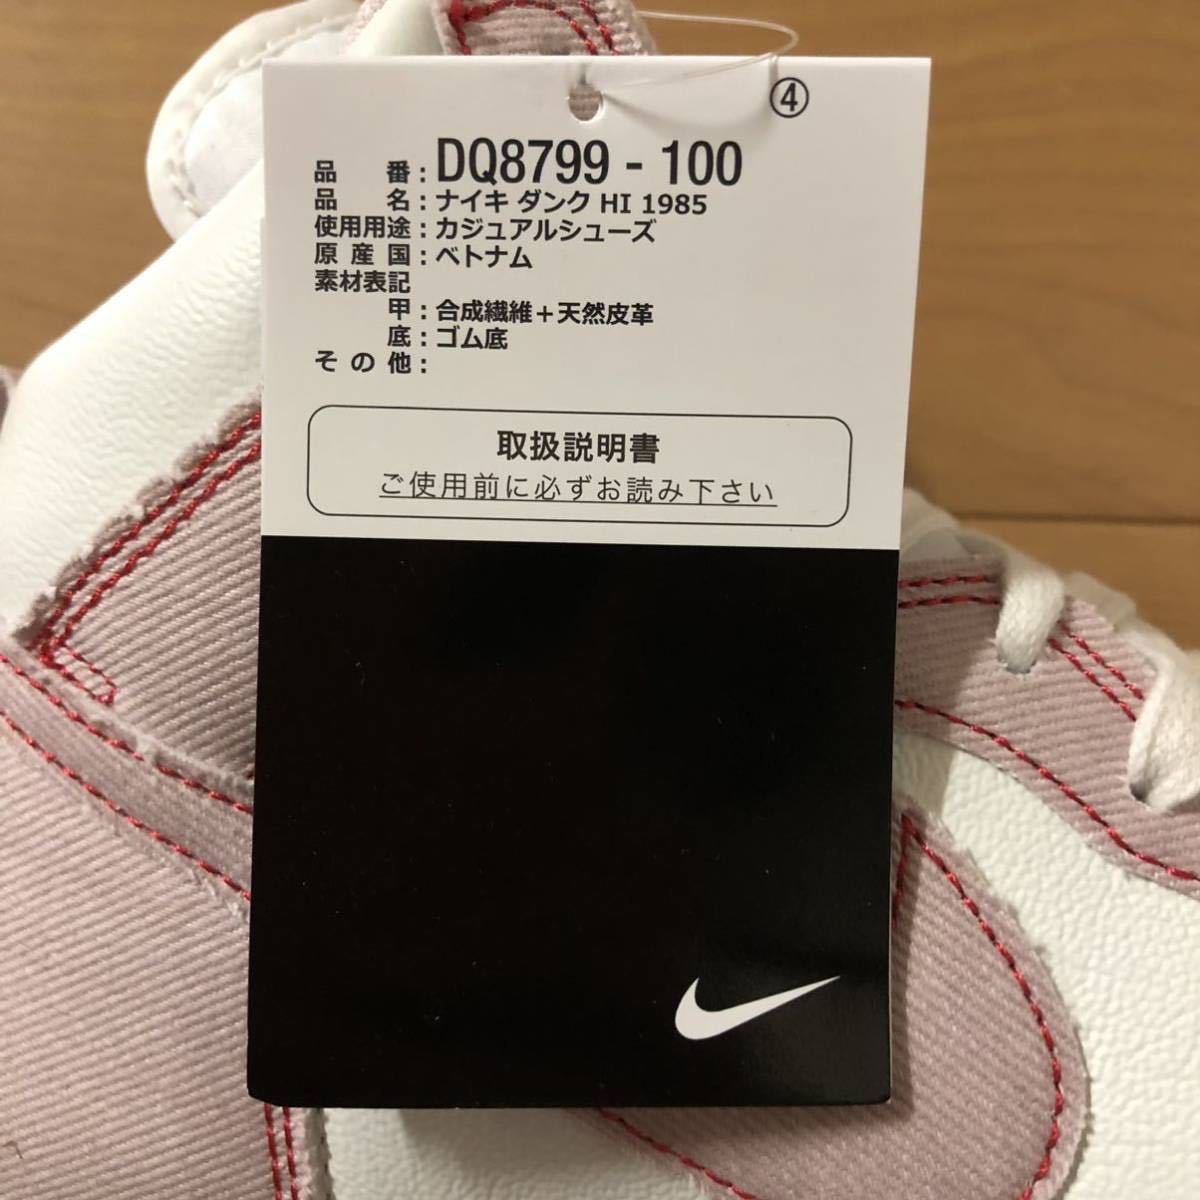 ④
品番：DQ8799 - 100
品名：ナイキ ダンク HI 1985
使用用途：カジュアルシューズ
原産国：ベトナム
素材表記
甲：合成繊維＋天然皮革
底：ゴム底
その他：
取扱説明書
ご使用前に必ずお読み下さい